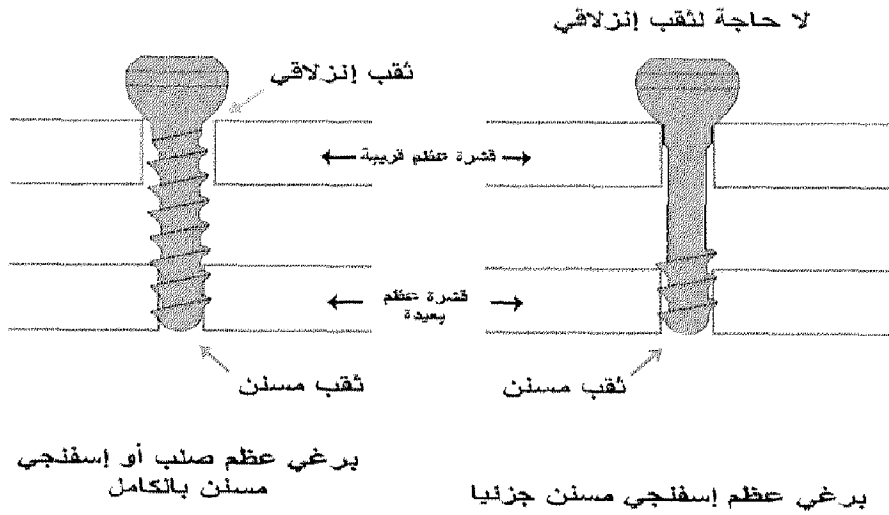 لا حاجة لثقب إنزلاقي
ثقب إنزلاقي
قشرة عظم قريبة
قشرة عظم
بعيدة
ثقب مسنن
ثقب مسنن
برغي عظم صلب أو إسفنجي
مسنن بالكامل
برغي عظم إسفنجي مسنن جزئيا